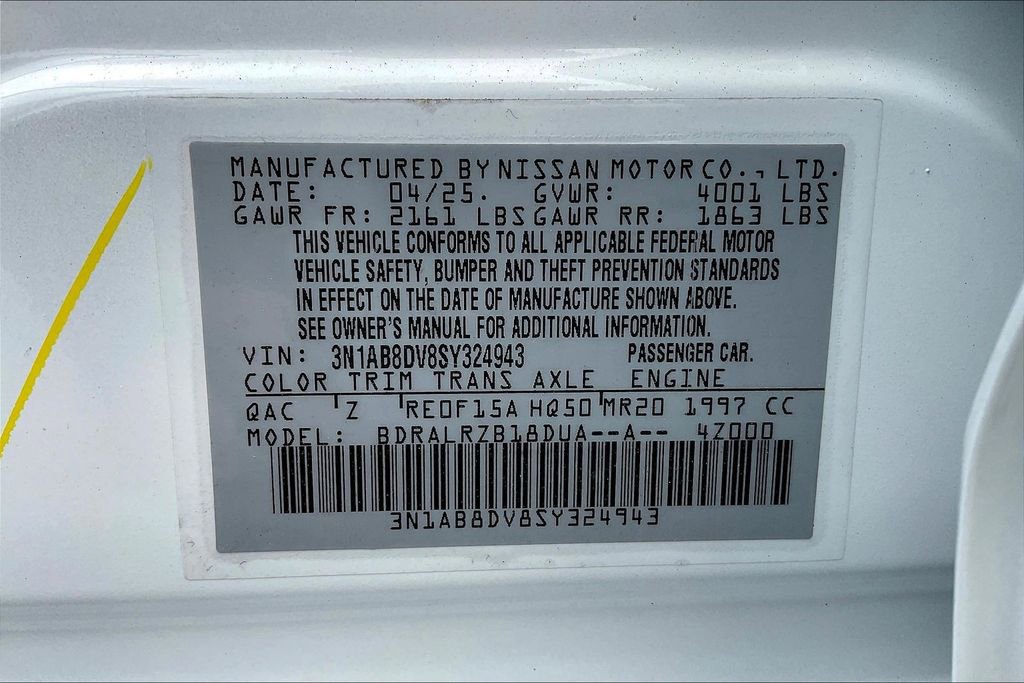 MANUFACTURED BY NISSAN MOTOR CO., LTD.
DATE: 04/25. GVWR: 4001 LBS
GAWR FR: 2161 LBS GAWR RR: 1863 LBS
THIS VEHICLE CONFORMS TO ALL APPLICABLE FEDERAL MOTOR
VEHICLE SAFETY, BUMPER AND THEFT PREVENTION STANDARDS
IN EFFECT ON THE DATE OF MANUFACTURE SHOWN ABOVE.
SEE OWNER'S MANUAL FOR ADDITIONAL INFORMATION.
VIN: 3N1AB8DV8SY324943 PASSENGER CAR.
COLOR TRIM TRANS AXLE ENGINE
QAC Z RE0F15A HQ50 MR20 1997 CC
MODEL: BDRALRZB18DUA--A-- 4Z000
3N1AB8DV8SY324943